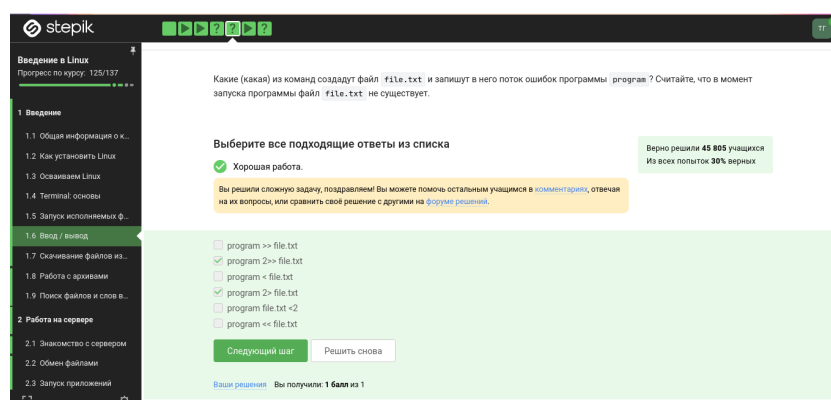 stepik
ТГ
Введение в Linux
Прогресс по курсу: 125/137
1 Введение
1.1 Общая информация о к...
1.2 Как установить Linux
1.3 Осваиваем Linux
1.4 Terminal: основы
1.5 Запуск исполняемых ф...
1.6 Ввод / вывод
1.7 Скачивание файлов из...
1.8 Работа с архивами
1.9 Поиск файлов и слов в...
2 Работа на сервере
2.1 Знакомство с сервером
2.2 Обмен файлами
2.3 Запуск приложений
Какие (какая) из команд создадут файл file.txt и запишут в него поток ошибок программы program ? Считайте, что в момент
запуска программы файл file.txt не существует.
Выберите все подходящие ответы из списка
Хорошая работа.
Верно решили 45 805 учащихся
Из всех попыток 30% верных
Вы решили сложную задачу, поздравляем! Вы можете помочь остальным учащимся в комментариях, отвечая
на их вопросы, или сравнить своё решение с другими на форуме решений.
program >> file.txt
program 2>> file.txt
program < file.txt
program 2> file.txt
program file.txt <2
program << file.txt
Следующий шаг
Решить снова
Ваши решения Вы получили: 1 балл из 1